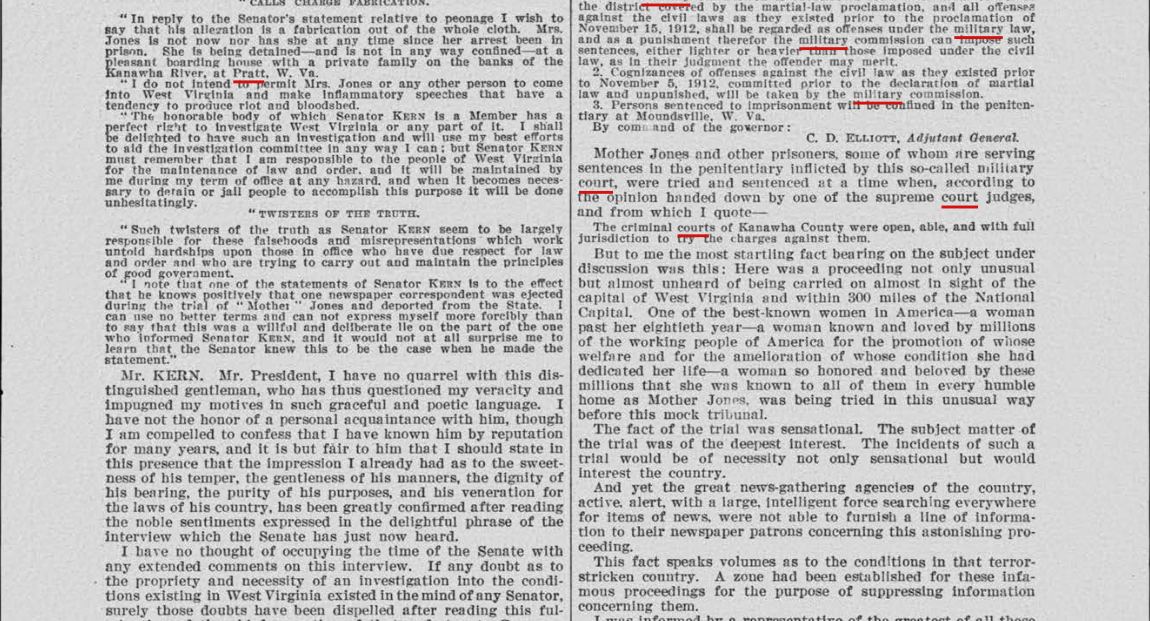 "CALLS CHARGE FABRICATION.
"In reply to the Senator's statement relative to peonage I wish to
say that his allegation is a fabrication out of the whole cloth. Mrs.
Jones is not now nor has she at any time since her arrest been in
prison. She is being detained—and is not in any way confined—at a
pleasant boarding house with a private family on the banks of the
Kanawha River, at Pratt, W. Va.
"I do not intend to permit Mrs. Jones or any other person to come
into West Virginia and make inflammatory speeches that have a
tendency to produce riot and bloodshed.
"The honorable body of which Senator KERN is a Member has a
perfect right to investigate West Virginia or any part of it. I shall
be delighted to have such an investigation and will use my best efforts
to aid the investigation committee in any way I can; but Senator KERN
must remember that I am responsible to the people of West Virginia
for the maintenance of law and order, and it will be maintained by
me during my term of office at any hazard, and when it becomes neces-
sary to detain or jail people to accomplish this purpose it will be done
unhesitatingly.
"TWISTERS OF THE TRUTH.
"Such twisters of the truth as Senator KERN seem to be largely
responsible for these falsehoods and misrepresentations which work
untold hardships upon those in office who have due respect for law
and order and who are trying to carry out and maintain the principles
of good government.
"I note that one of the statements of Senator KERN is to the effect
that he knows positively that one newspaper correspondent was ejected
during the trial of "Mother" Jones and deported from the State. I
can use no better terms and can not express myself more forcibly than
to say that this was a willful and deliberate lie on the part of the one
who informed Senator KERN, and it would not at all surprise me to
learn that the Senator knew this to be the case when he made the
statement."
Mr. KERN. Mr. President, I have no quarrel with this dis-
tinguished gentleman, who has thus questioned my veracity and
impugned my motives in such graceful and poetic language. I
have not the honor of a personal acquaintance with him, though
I am compelled to confess that I have known him by reputation
for many years, and it is but fair to him that I should state in
this presence that the impression I already had as to the sweet-
ness of his temper, the gentleness of his manners, the dignity of
his bearing, the purity of his purposes, and his veneration for
the laws of his country, has been greatly confirmed after reading
the noble sentiments expressed in the delightful phrase of the
interview which the Senate has just now heard.
I have no thought of occupying the time of the Senate with
any extended comments on this interview. If any doubt as to
the propriety and necessity of an investigation into the condi-
tions existing in West Virginia existed in the mind of any Senator,
surely those doubts have been dispelled after reading this ful-
the district covered by the martial-law proclamation, and all offenses
against the civil laws as they existed prior to the proclamation of
November 15, 1912, shall be regarded as offenses under the military law,
and as a punishment therefor the military commission can impose such
sentences, either lighter or heavier than those imposed under the civil
law, as in their judgment the offender may merit.
2. Cognizances of offenses against the civil law as they existed prior
to November 5, 1912, committed prior to the declaration of martial
law and unpunished, will be taken by the military commission.
3. Persons sentenced to imprisonment will be confined in the peniten-
tiary at Moundsville, W. Va.
By command of the governor:
C. D. ELLIOTT, Adjutant General.
Mother Jones and other prisoners, some of whom are serving
sentences in the penitentiary inflicted by this so-called military
court, were tried and sentenced at a time when, according to
the opinion handed down by one of the supreme court judges,
and from which I quote—
The criminal courts of Kanawha County were open, able, and with full
jurisdiction to try the charges against them.
But to me the most startling fact bearing on the subject under
discussion was this: Here was a proceeding not only unusual
but almost unheard of being carried on almost in sight of the
capital of West Virginia and within 300 miles of the National
Capital. One of the best-known women in America—a woman
past her eightieth year—a woman known and loved by millions
of the working people of America for the promotion of whose
welfare and for the amelioration of whose condition she had
dedicated her life—a woman so honored and beloved by these
millions that she was known to all of them in every humble
home as Mother Jones, was being tried in this unusual way
before this mock tribunal.
The fact of the trial was sensational. The subject matter of
the trial was of the deepest interest. The incidents of such a
trial would be of necessity not only sensational but would
interest the country.
And yet the great news-gathering agencies of the country,
active, alert, with a large, intelligent force searching everywhere
for items of news, were not able to furnish a line of informa-
tion to their newspaper patrons concerning this astonishing pro-
ceeding.
This fact speaks volumes as to the conditions in that terror-
stricken country. A zone had been established for these infa-
mous proceedings for the purpose of suppressing information
concerning them.
I was informed by a representative of the greatest of all these